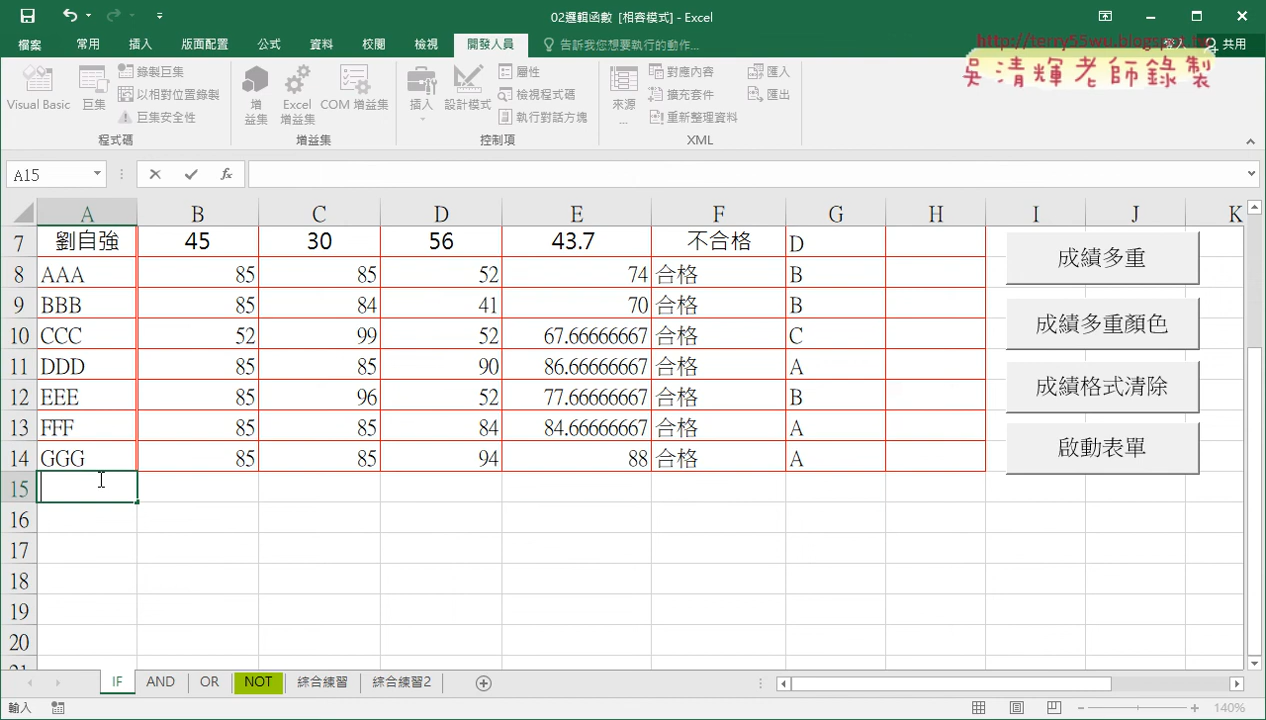 02邏輯函數 [相容模式] - Excel
檔案 常用 插入 版面配置 公式 資料 校閱 檢視 開發人員 告訴我您想要執行的動作... 登入 共用
http://terry55wu.blogspot.tw
吳清輝老師錄製
Visual Basic 巨集 錄製巨集 以相對位置錄製 巨集安全性 程式碼
增益集 Excel 增益集 COM 增益集 增益集
插入 設計模式 屬性 檢視程式碼 執行對話方塊 控制項
來源 ... 對應內容 擴充套件 重新整理資料 匯入 匯出 XML
A15 fx
A B C D E F G H I J K
7 劉自強 45 30 56 43.7 不合格 D
8 AAA 85 85 52 74 合格 B
9 BBB 85 84 41 70 合格 B
10 CCC 52 99 52 67.66666667 合格 C
11 DDD 85 85 90 86.66666667 合格 A
12 EEE 85 96 52 77.66666667 合格 B
13 FFF 85 85 84 84.66666667 合格 A
14 GGG 85 85 94 88 合格 A
15
16
17
18
19
20
成績多重
成績多重顏色
成績格式清除
啟動表單
IF AND OR NOT 綜合練習 綜合練習2
輸入 140%